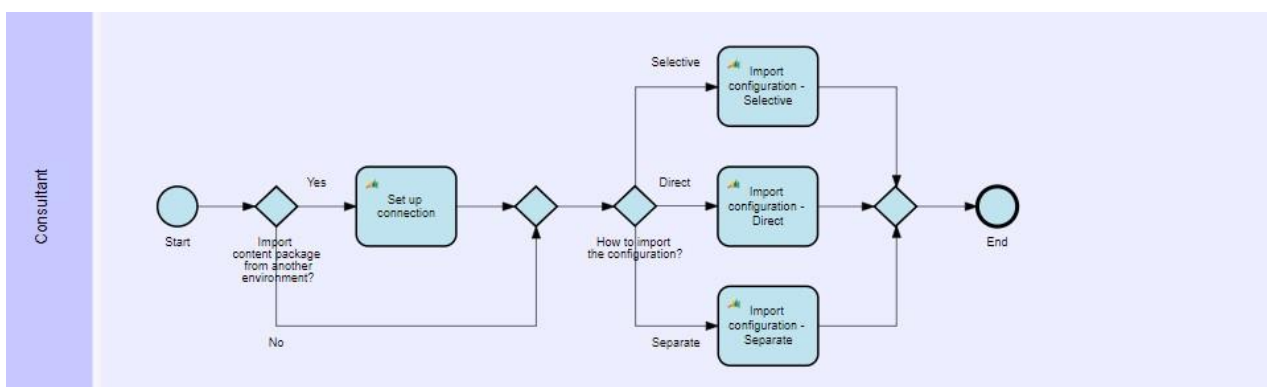 Consultant
Start
Import
content package
from another
environment?
Yes
No
Set up
connection
How to import
the configuration?
Selective
Import
configuration -
Selective
Direct
Import
configuration -
Direct
Separate
Import
configuration -
Separate
End